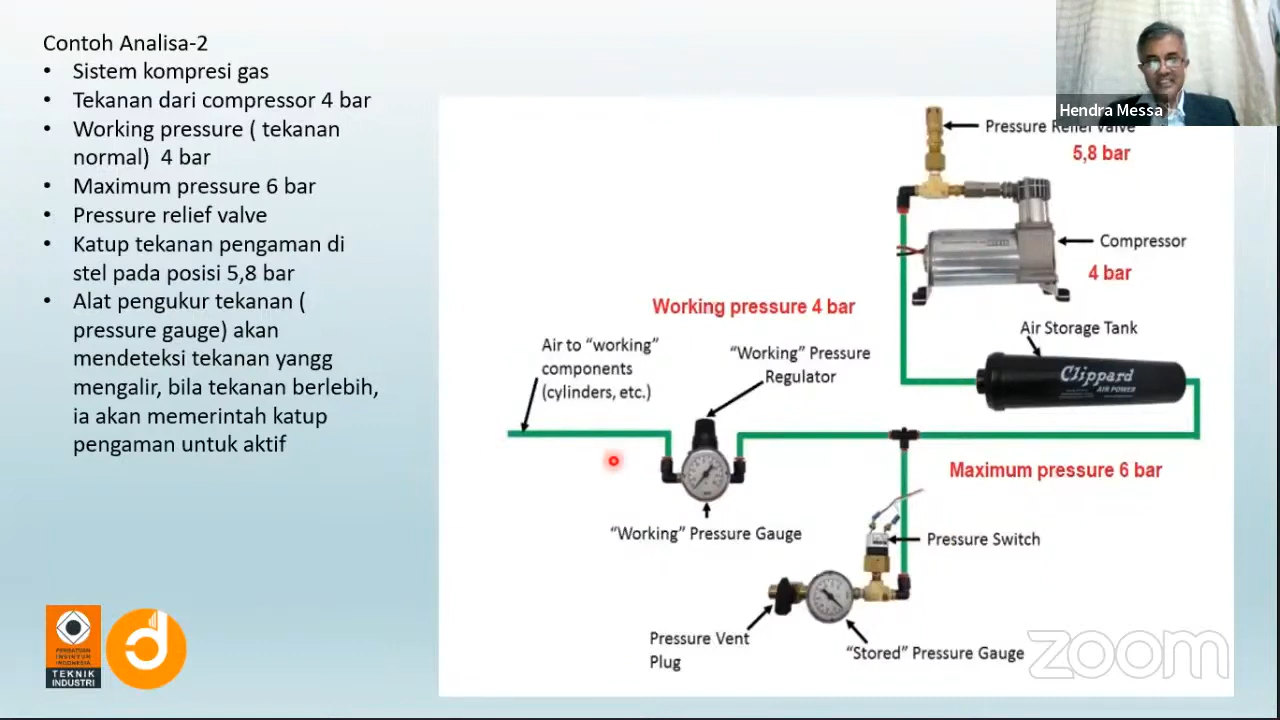 Contoh Analisa-2
• Sistem kompresi gas
• Tekanan dari compressor 4 bar
• Working pressure ( tekanan
normal)  4 bar
• Maximum pressure 6 bar
• Pressure relief valve
• Katup tekanan pengaman di
stel pada posisi 5,8 bar
• Alat pengukur tekanan (
pressure gauge) akan
mendeteksi tekanan yangg
mengalir, bila tekanan berlebih,
ia akan memerintah katup
pengaman untuk aktif
Hendra Messa
Pressure Relief Valve
5,8 bar
Compressor
4 bar
Working pressure 4 bar
Air Storage Tank
Air to “working”
components
(cylinders, etc.)
“Working” Pressure
Regulator
Clippard
AIR POWER
Maximum pressure 6 bar
“Working” Pressure Gauge
Pressure Switch
Pressure Vent
Plug
“Stored” Pressure Gauge
PERSATUAN
INSINYUR
INDONESIA
TEKNIK
INDUSTRI
zoom